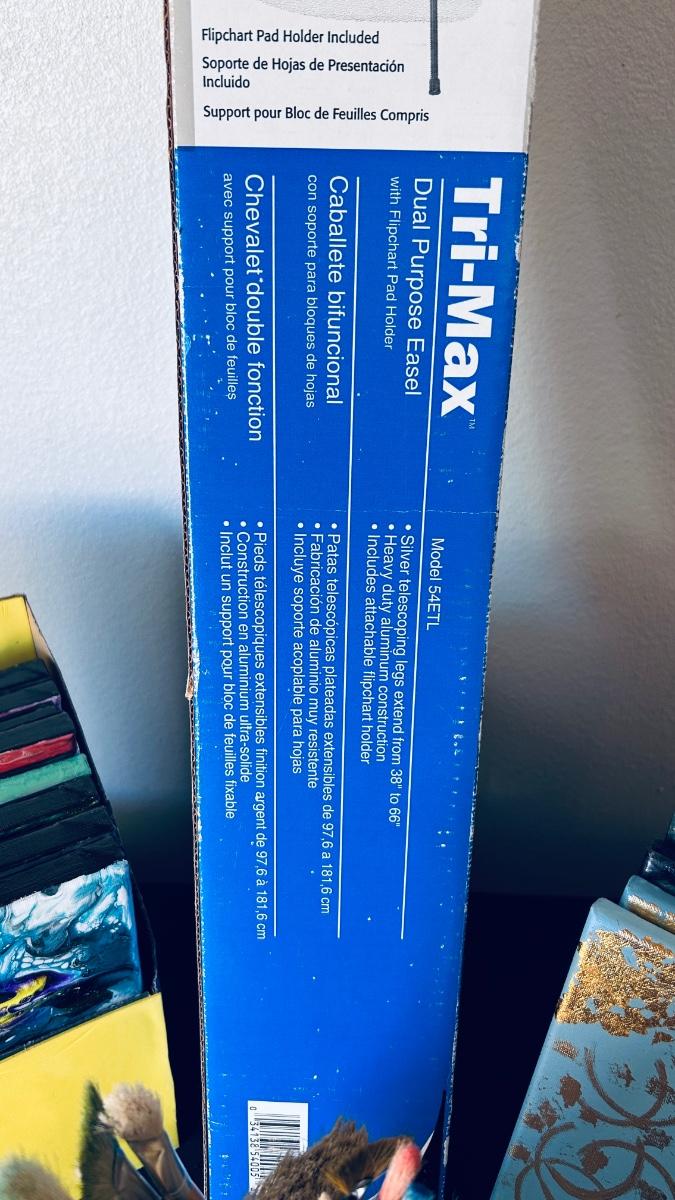 Flipchart Pad Holder Included
Soporte de Hojas de Presentación
Incluido
Support pour Bloc de Feuilles Compris
Tri-Max™
Dual Purpose Easel
with Flipchart Pad Holder
Model 54ETL
• Silver telescoping legs extend from 38" to 66"
• Heavy duty aluminum construction
• Includes attachable flipchart holder
Caballete bifuncional
con soporte para bloques de hojas
• Patas telescópicas plateadas extensibles de 97,6 a 181,6 cm
• Fabricación de aluminio muy resistente
• Incluye soporte acoplable para hojas
Chevalet double fonction
avec support pour bloc de feuilles
• Pieds télescopiques extensibles finition argent de 97,6 à 181,6 cm
• Construction en aluminium ultra-solide
• Inclut un support pour bloc de feuilles fixable